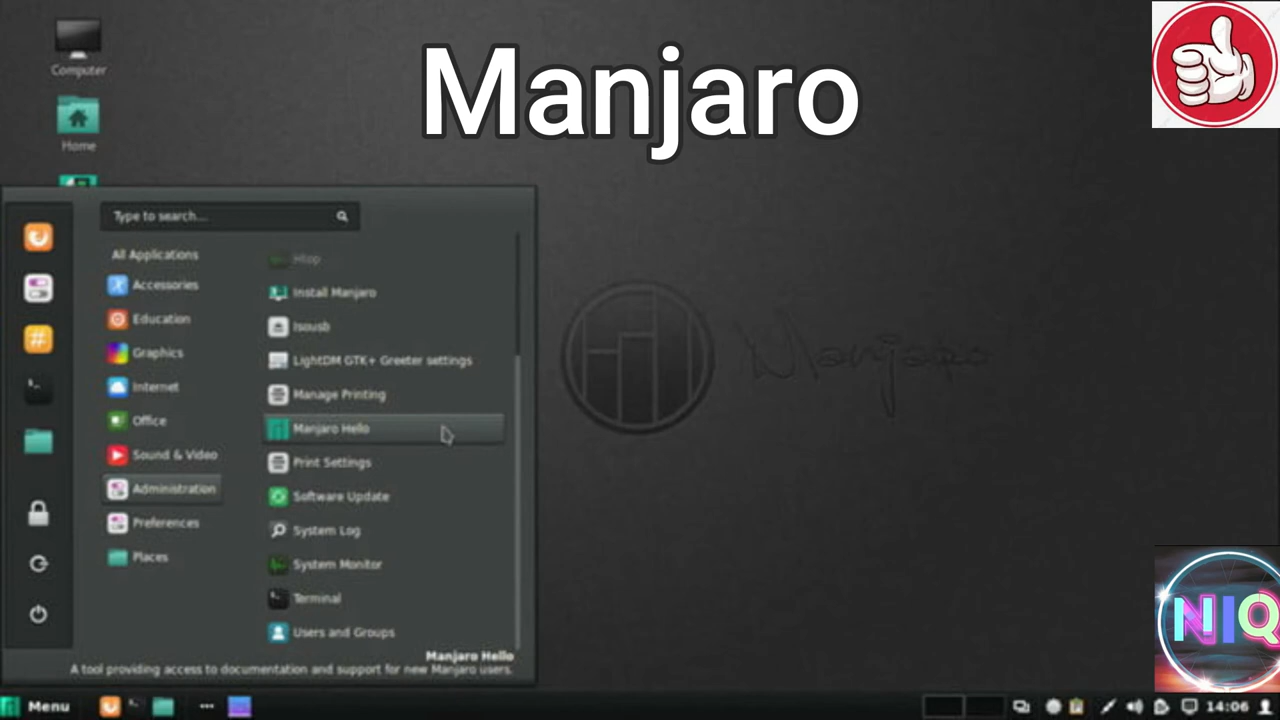 Manjaro
Computer
Home
Type to search...
All Applications
Accessories
Education
Graphics
Internet
Office
Sound & Video
Administration
Preferences
Places
Htop
Install Manjaro
Isousb
LightDM GTK+ Greeter settings
Manage Printing
Manjaro Hello
Print Settings
Software Update
System Log
System Monitor
Terminal
Users and Groups
Manjaro Hello
A tool providing access to documentation and support for new Manjaro users.
Manjaro
NIQ
Menu
14:06